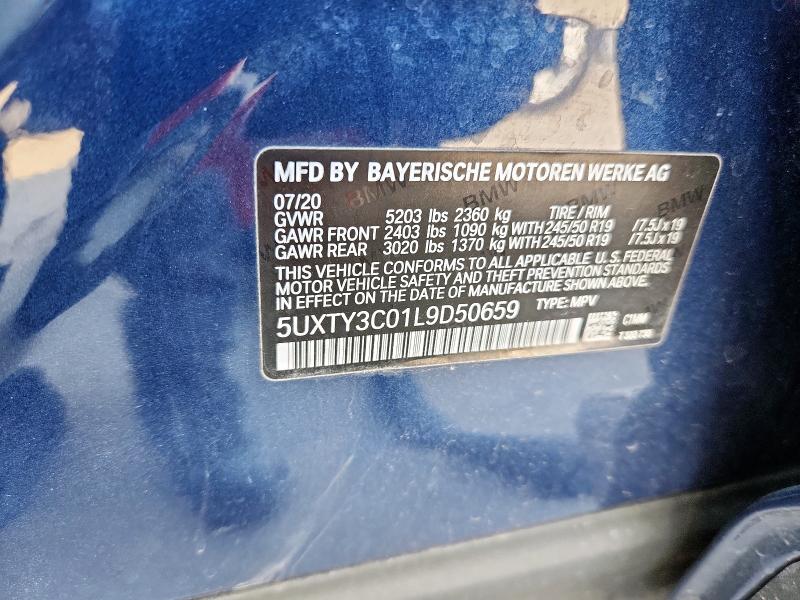 MFD BY BAYERISCHE MOTOREN WERKE AG
07/20
GVWR 5203 lbs 2360 kg TIRE / RIM
GAWR FRONT 2403 lbs 1090 kg WITH 245/50 R19 /7.5J x 19
GAWR REAR 3020 lbs 1370 kg WITH 245/50 R19 /7.5J x 19
THIS VEHICLE CONFORMS TO ALL APPLICABLE U.S. FEDERAL
MOTOR VEHICLE SAFETY AND THEFT PREVENTION STANDARDS
IN EFFECT ON THE DATE OF MANUFACTURE SHOWN ABOVE.
5UXTY3C01L9D50659 TYPE: MPV
C1MM